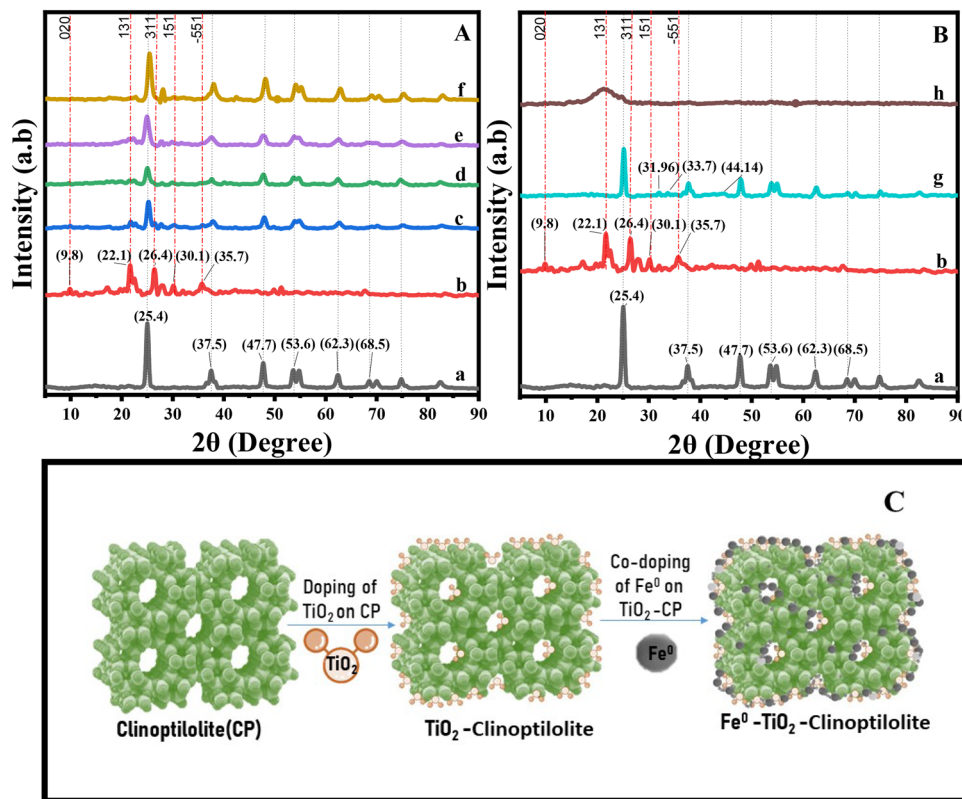 020
131
311
151
-551
A
f
e
d
c
(9.8)
(22.1)
(26.4)
(30.1)
(35.7)
b
(25.4)
(37.5)
(47.7)
(53.6)
(62.3)
(68.5)
a
Intensity (a.b)
10 20 30 40 50 60 70 80 90
2θ (Degree)
020
131
311
151
-551
B
h
(31.96)
(33.7)
(44.14)
g
(9.8)
(22.1)
(26.4)
(30.1)
(35.7)
b
(25.4)
(37.5)
(47.7)
(53.6)
(62.3)
(68.5)
a
Intensity (a.b)
10 20 30 40 50 60 70 80 90
2θ (Degree)
C
Doping of
TiO₂ on CP
TiO₂
Co-doping
of Fe⁰ on
TiO₂-CP
Fe⁰
Clinoptilolite(CP)
TiO₂-Clinoptilolite
Fe⁰-TiO₂-Clinoptilolite